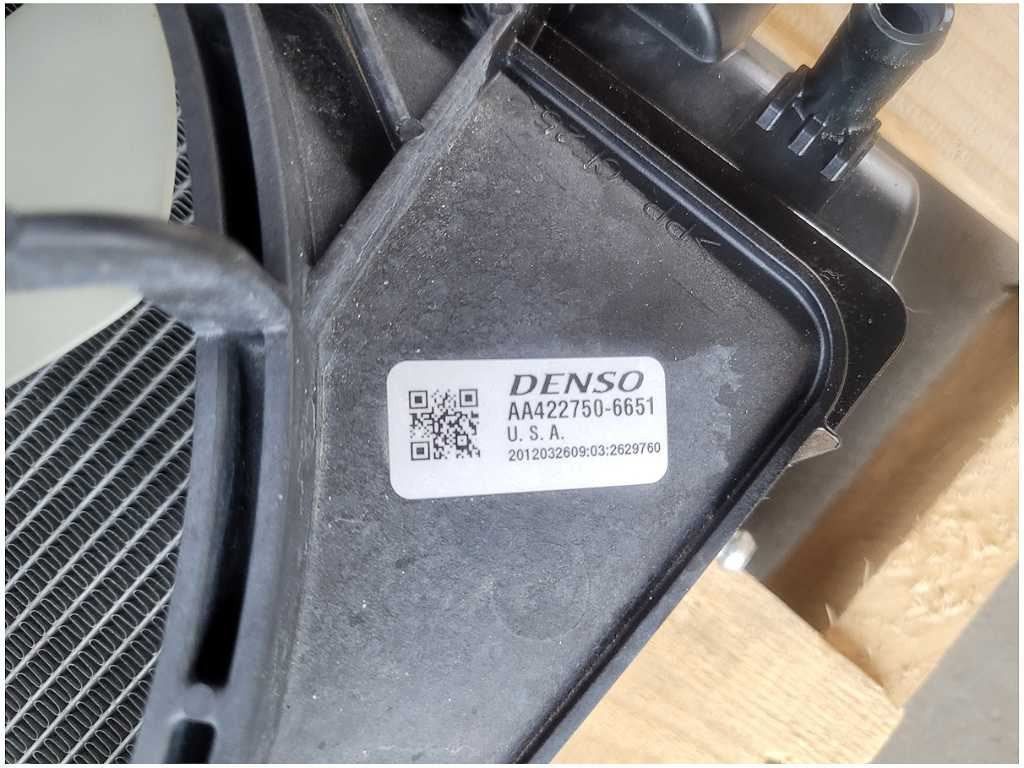 DENSO
AA422750-6651
U. S. A.
2012032609:03:2629760